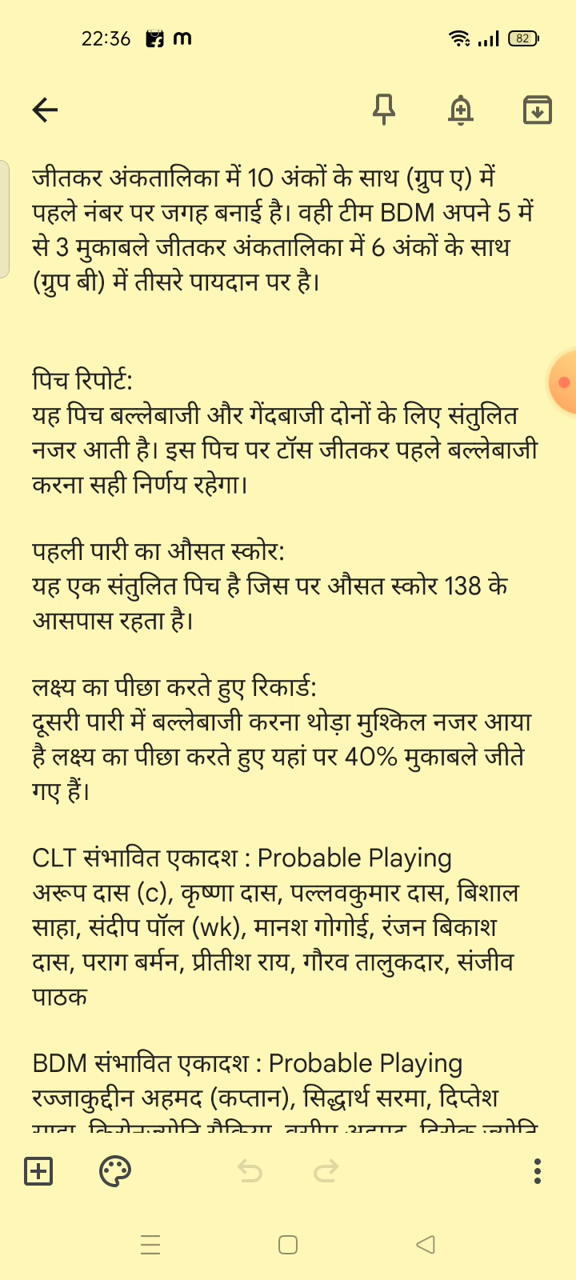 22:36
82
जीतकर अंकतालिका में 10 अंकों के साथ (ग्रुप ए) में
पहले नंबर पर जगह बनाई है। वही टीम BDM अपने 5 में
से 3 मुकाबले जीतकर अंकतालिका में 6 अंकों के साथ
(ग्रुप बी) में तीसरे पायदान पर है।
पिच रिपोर्ट:
यह पिच बल्लेबाजी और गेंदबाजी दोनों के लिए संतुलित
नजर आती है। इस पिच पर टॉस जीतकर पहले बल्लेबाजी
करना सही निर्णय रहेगा।
पहली पारी का औसत स्कोर:
यह एक संतुलित पिच है जिस पर औसत स्कोर 138 के
आसपास रहता है।
लक्ष्य का पीछा करते हुए रिकार्ड:
दूसरी पारी में बल्लेबाजी करना थोड़ा मुश्किल नजर आया
है लक्ष्य का पीछा करते हुए यहां पर 40% मुकाबले जीते
गए हैं।
CLT संभावित एकादश : Probable Playing
अरूप दास (c), कृष्णा दास, पल्लवकुमार दास, बिशाल
साहा, संदीप पॉल (wk), मानश गोगोई, रंजन बिकाश
दास, पराग बर्मन, प्रीतीश राय, गौरव तालुकदार, संजीव
पाठक
BDM संभावित एकादश : Probable Playing
रज्जाकुद्दीन अहमद (कप्तान), सिद्धार्थ सरमा, दिप्तेश